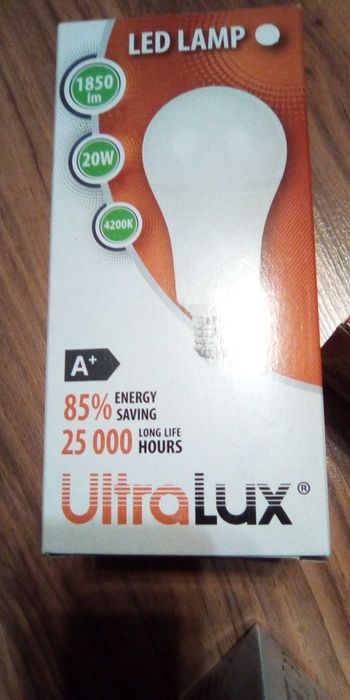 LED LAMP
1850
lm
20W
4200K
A+
85% ENERGY
SAVING
25 000 LONG LIFE
HOURS
UltraLux ®